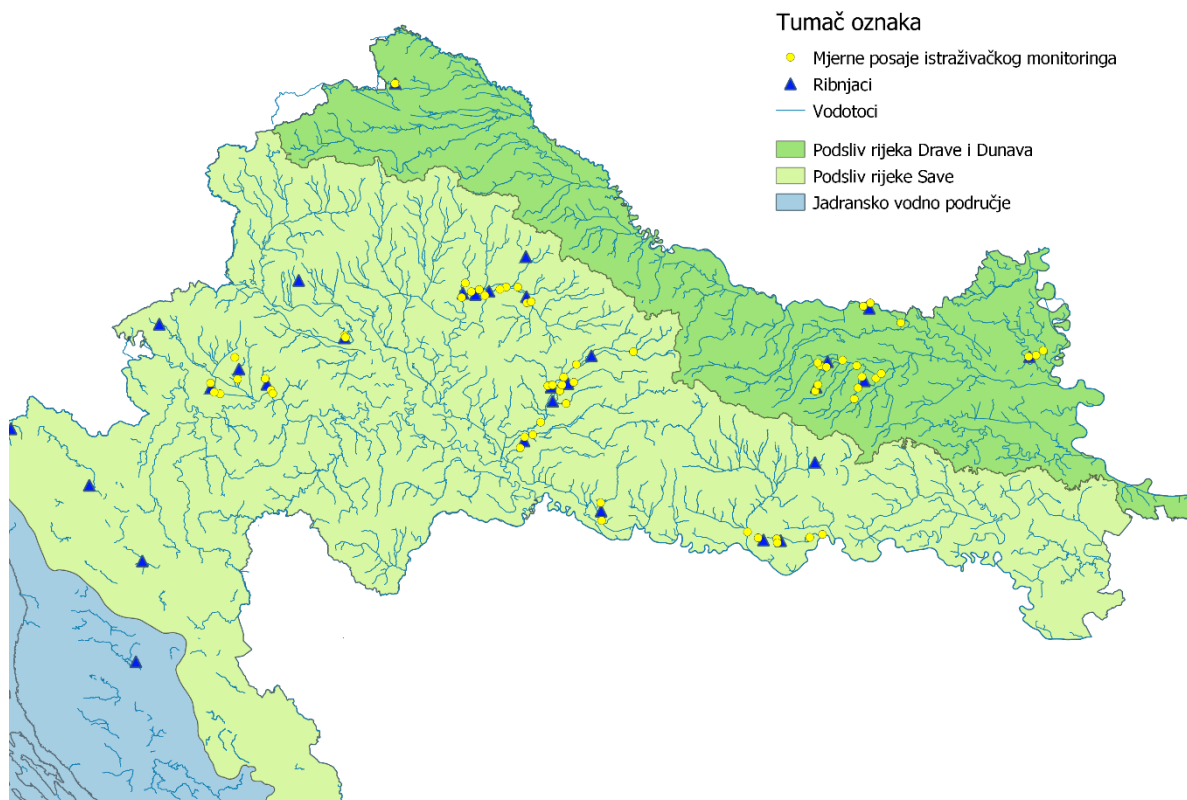 Tumač oznaka
Mjerne posaje istraživačkog monitoringa
Ribnjaci
Vodotoci
Podsliv rijeka Drave i Dunava
Podsliv rijeke Save
Jadransko vodno područje